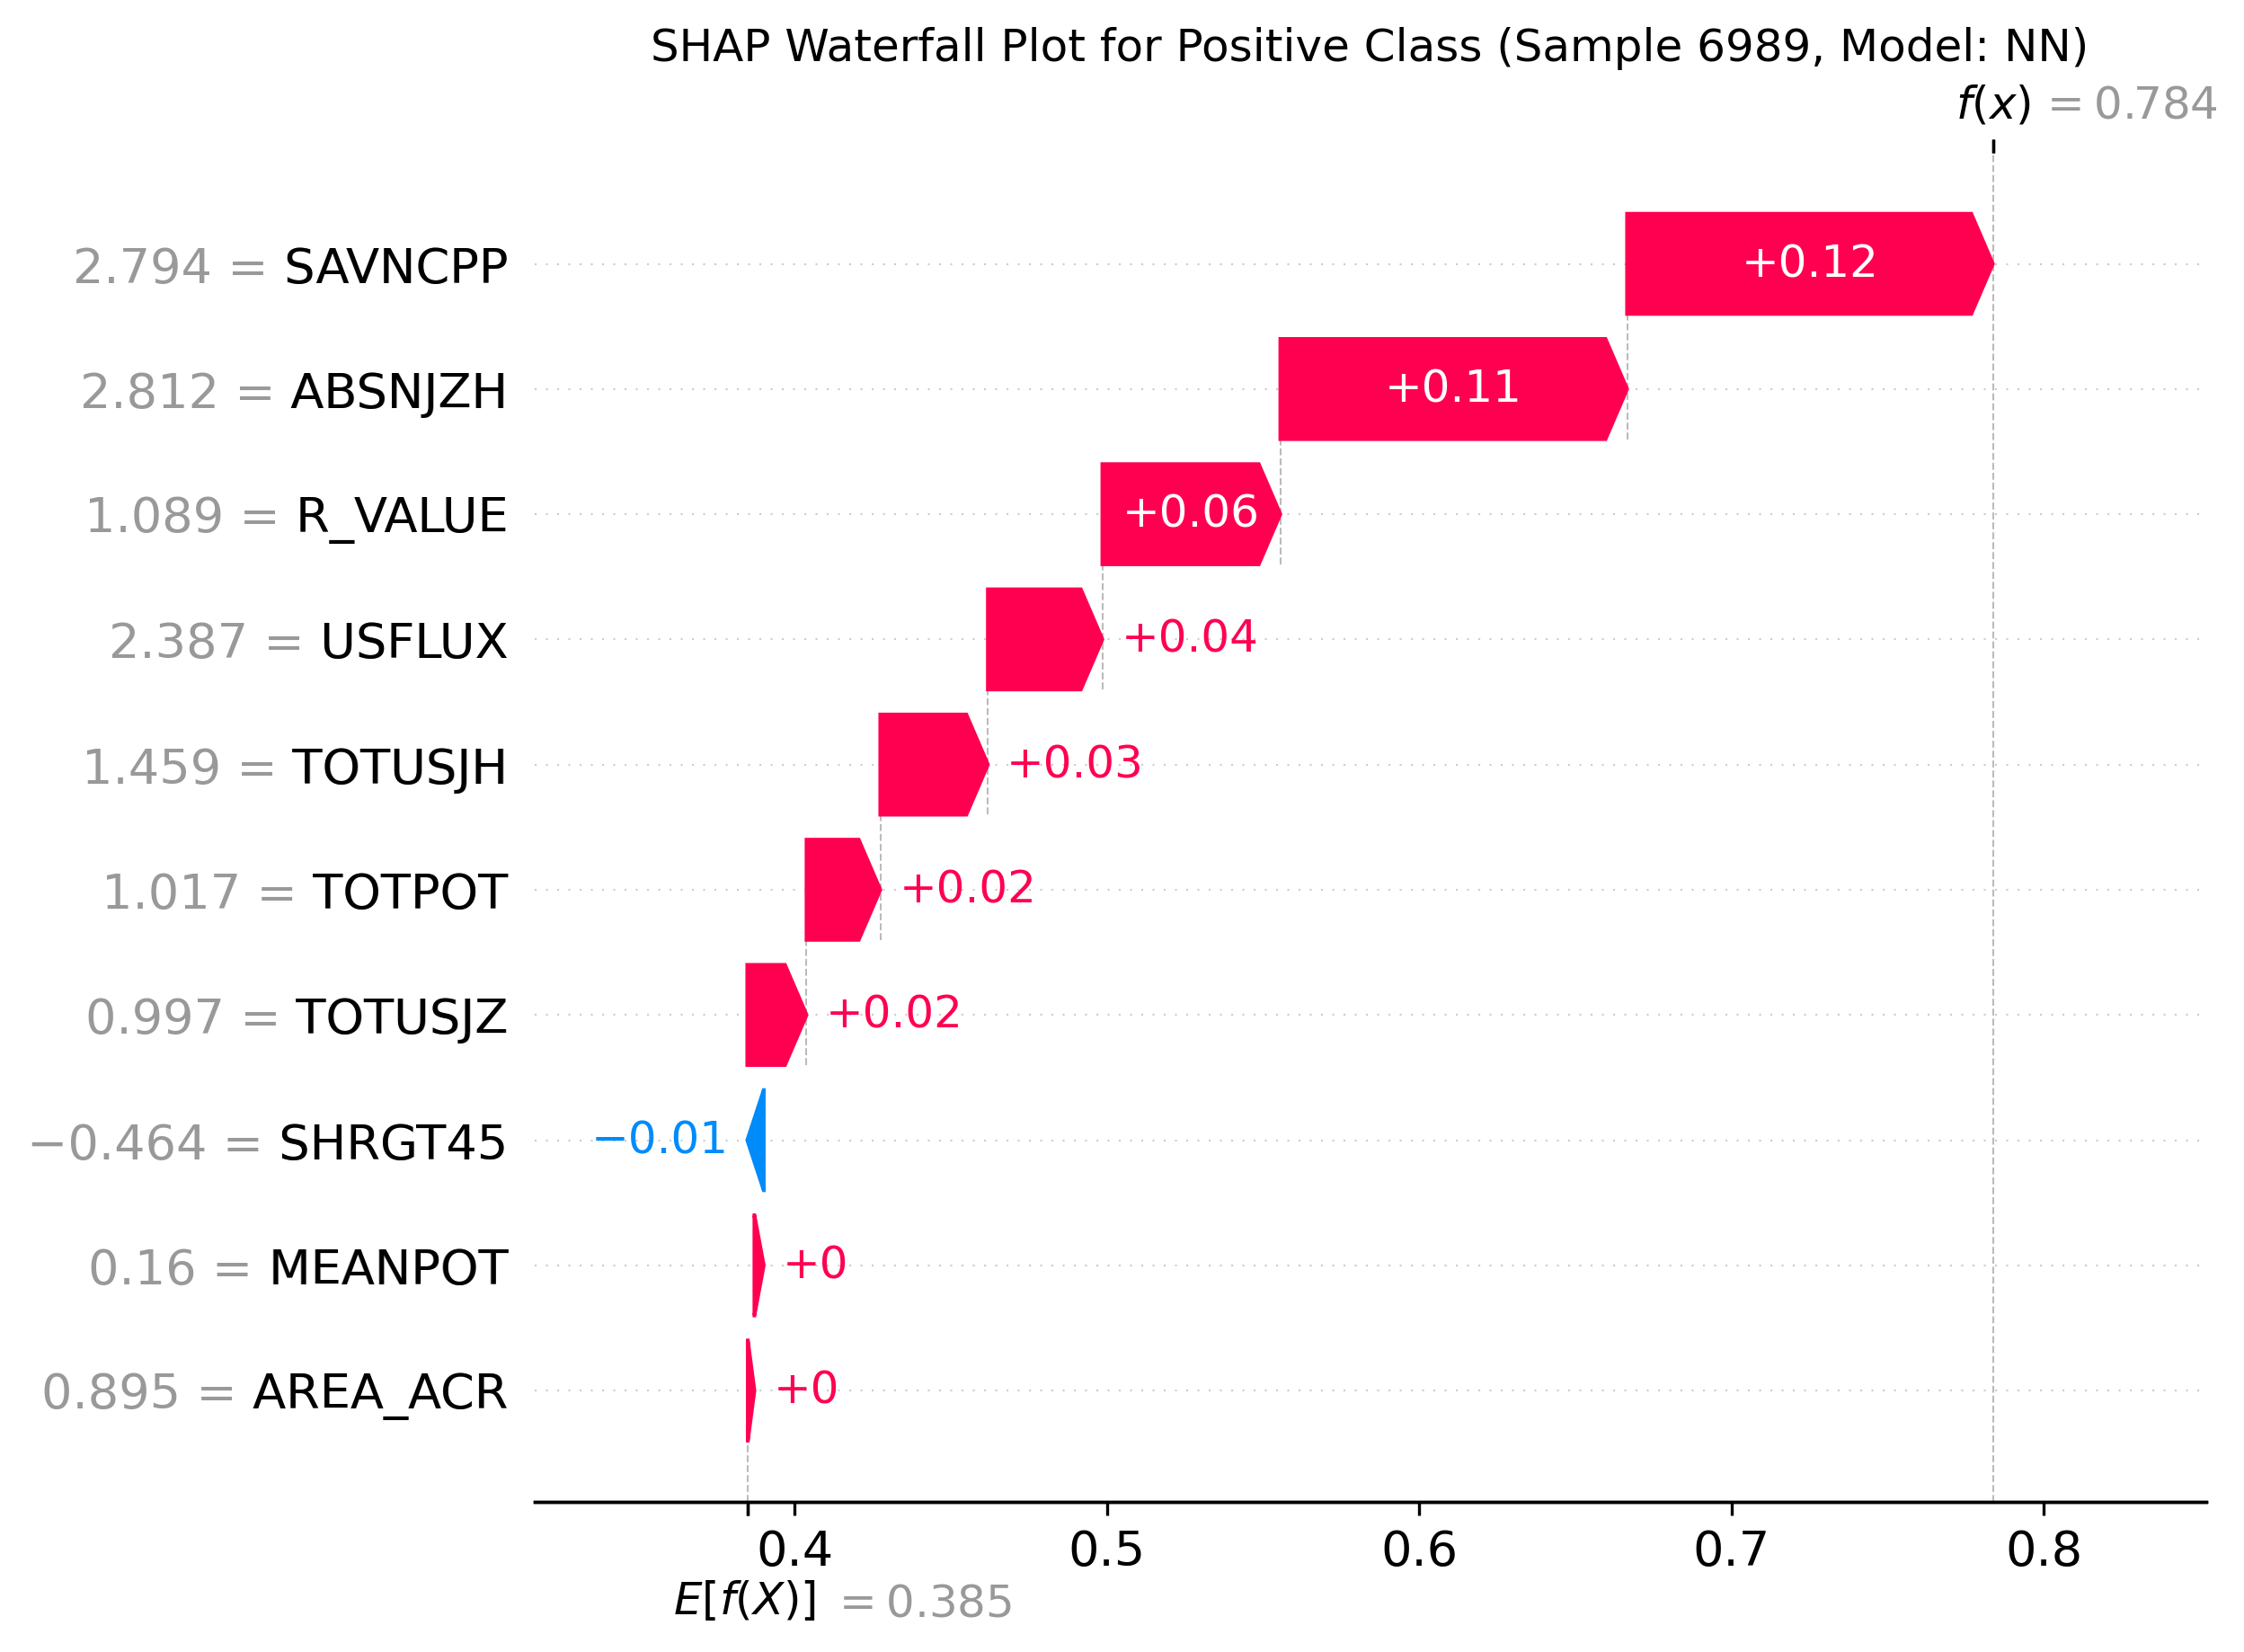 SHAP Waterfall Plot for Positive Class (Sample 6989, Model: NN)
f(x) = 0.784
2.794 = SAVNCPP +0.12
2.812 = ABSNJZH +0.11
1.089 = R_VALUE +0.06
2.387 = USFLUX +0.04
1.459 = TOTUSJH +0.03
1.017 = TOTPOT +0.02
0.997 = TOTUSJZ +0.02
−0.464 = SHRGT45 −0.01
0.16 = MEANPOT +0
0.895 = AREA_ACR +0
0.4 0.5 0.6 0.7 0.8
E[f(X)] = 0.385